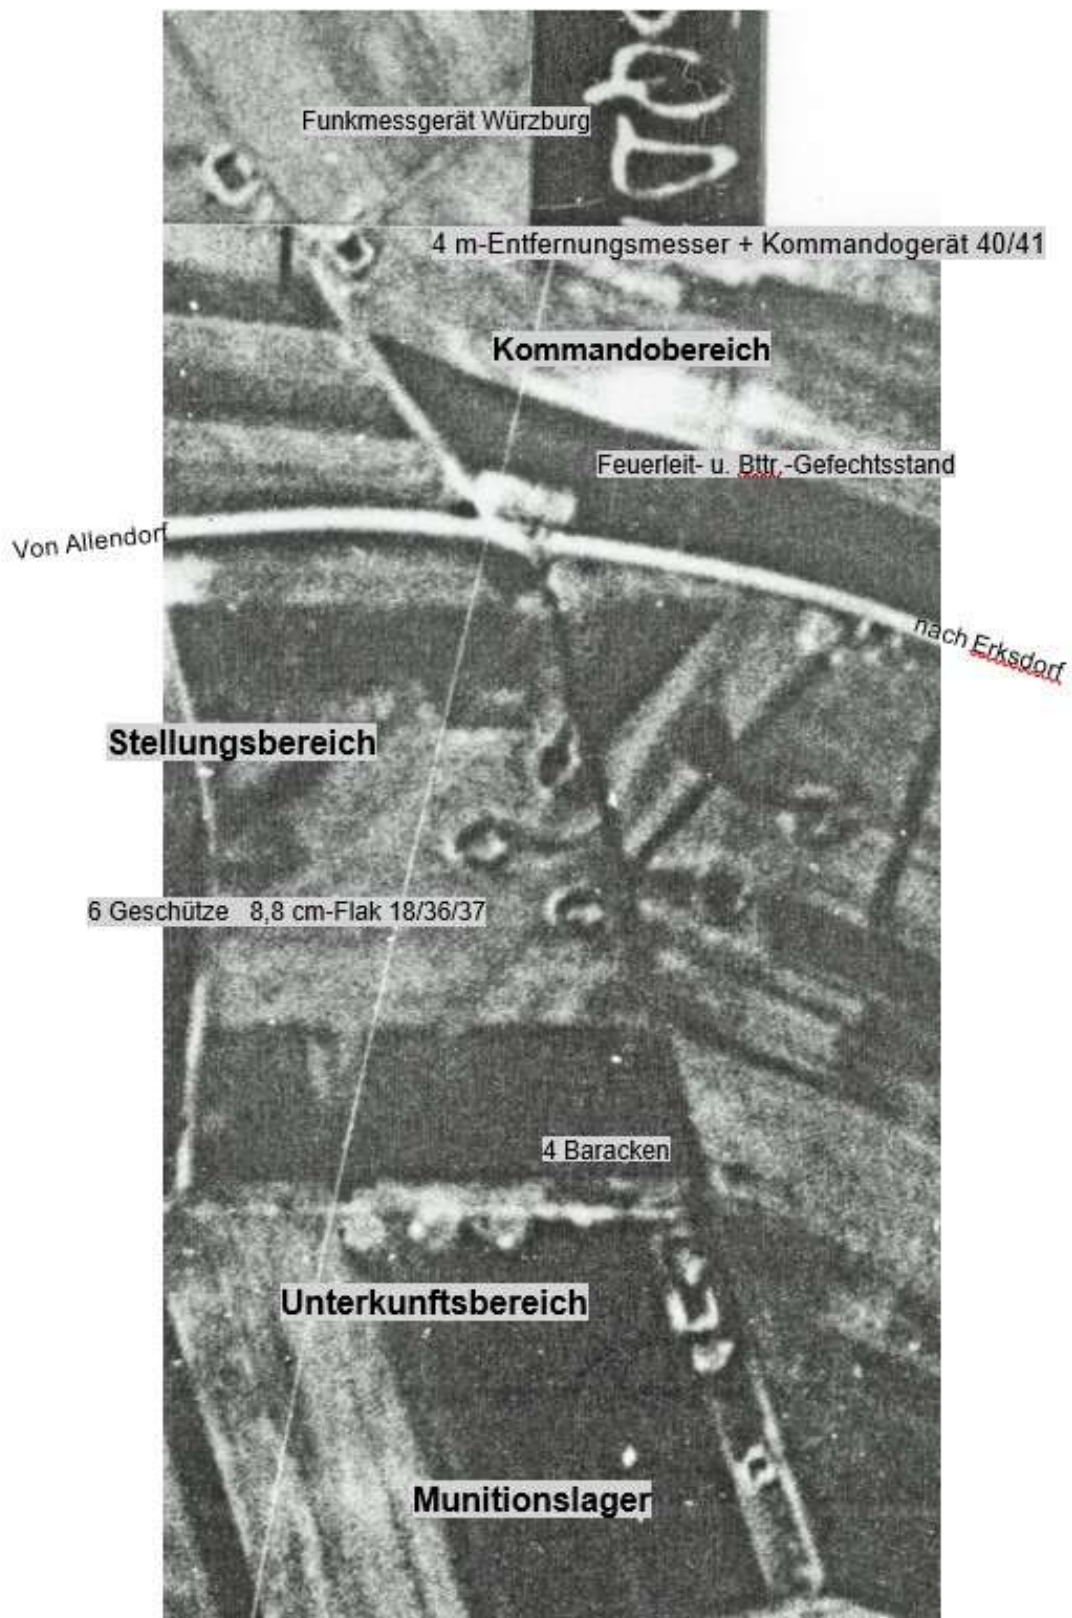 Funkmessgerät Würzburg
4 m-Entfernungsmesser + Kommandogerät 40/41
Kommandobereich
Feuerleit- u. Bttr.-Gefechtsstand
Von Allendorf
nach Erksdorf
Stellungsbereich
6 Geschütze 8,8 cm-Flak 18/36/37
4 Baracken
Unterkunftsbereich
Munitionslager